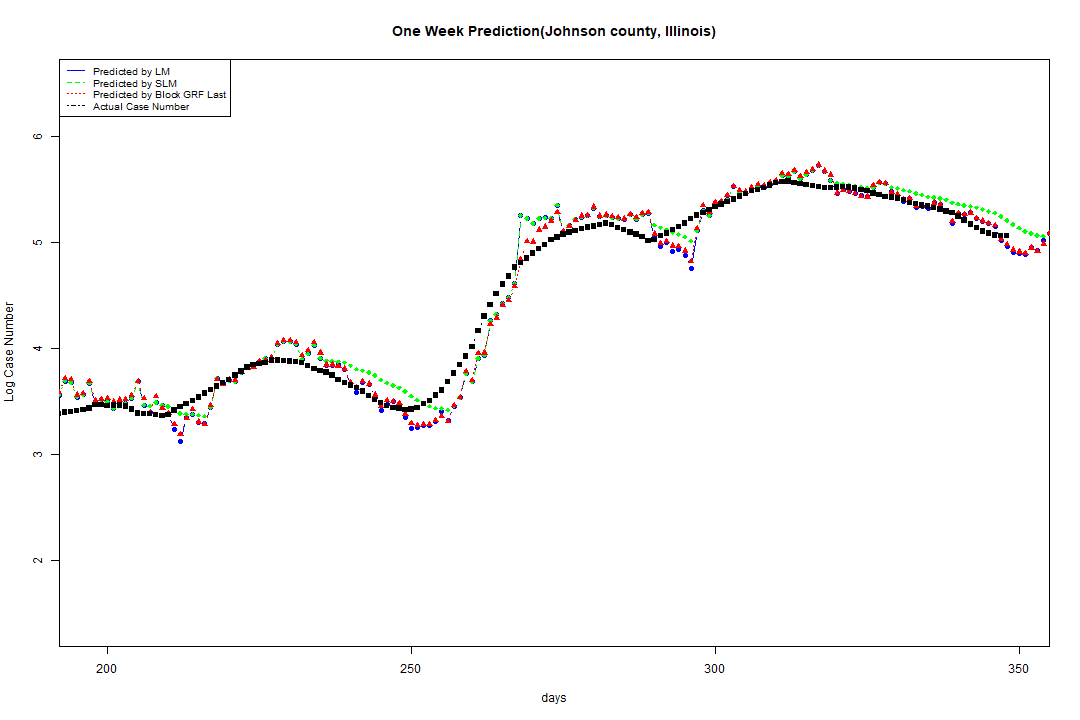 One Week Prediction(Johnson county, Illinois)
Predicted by LM
Predicted by SLM
Predicted by Block GRF Last
Actual Case Number
6
5
4
3
2
Log Case Number
200
250
300
350
days